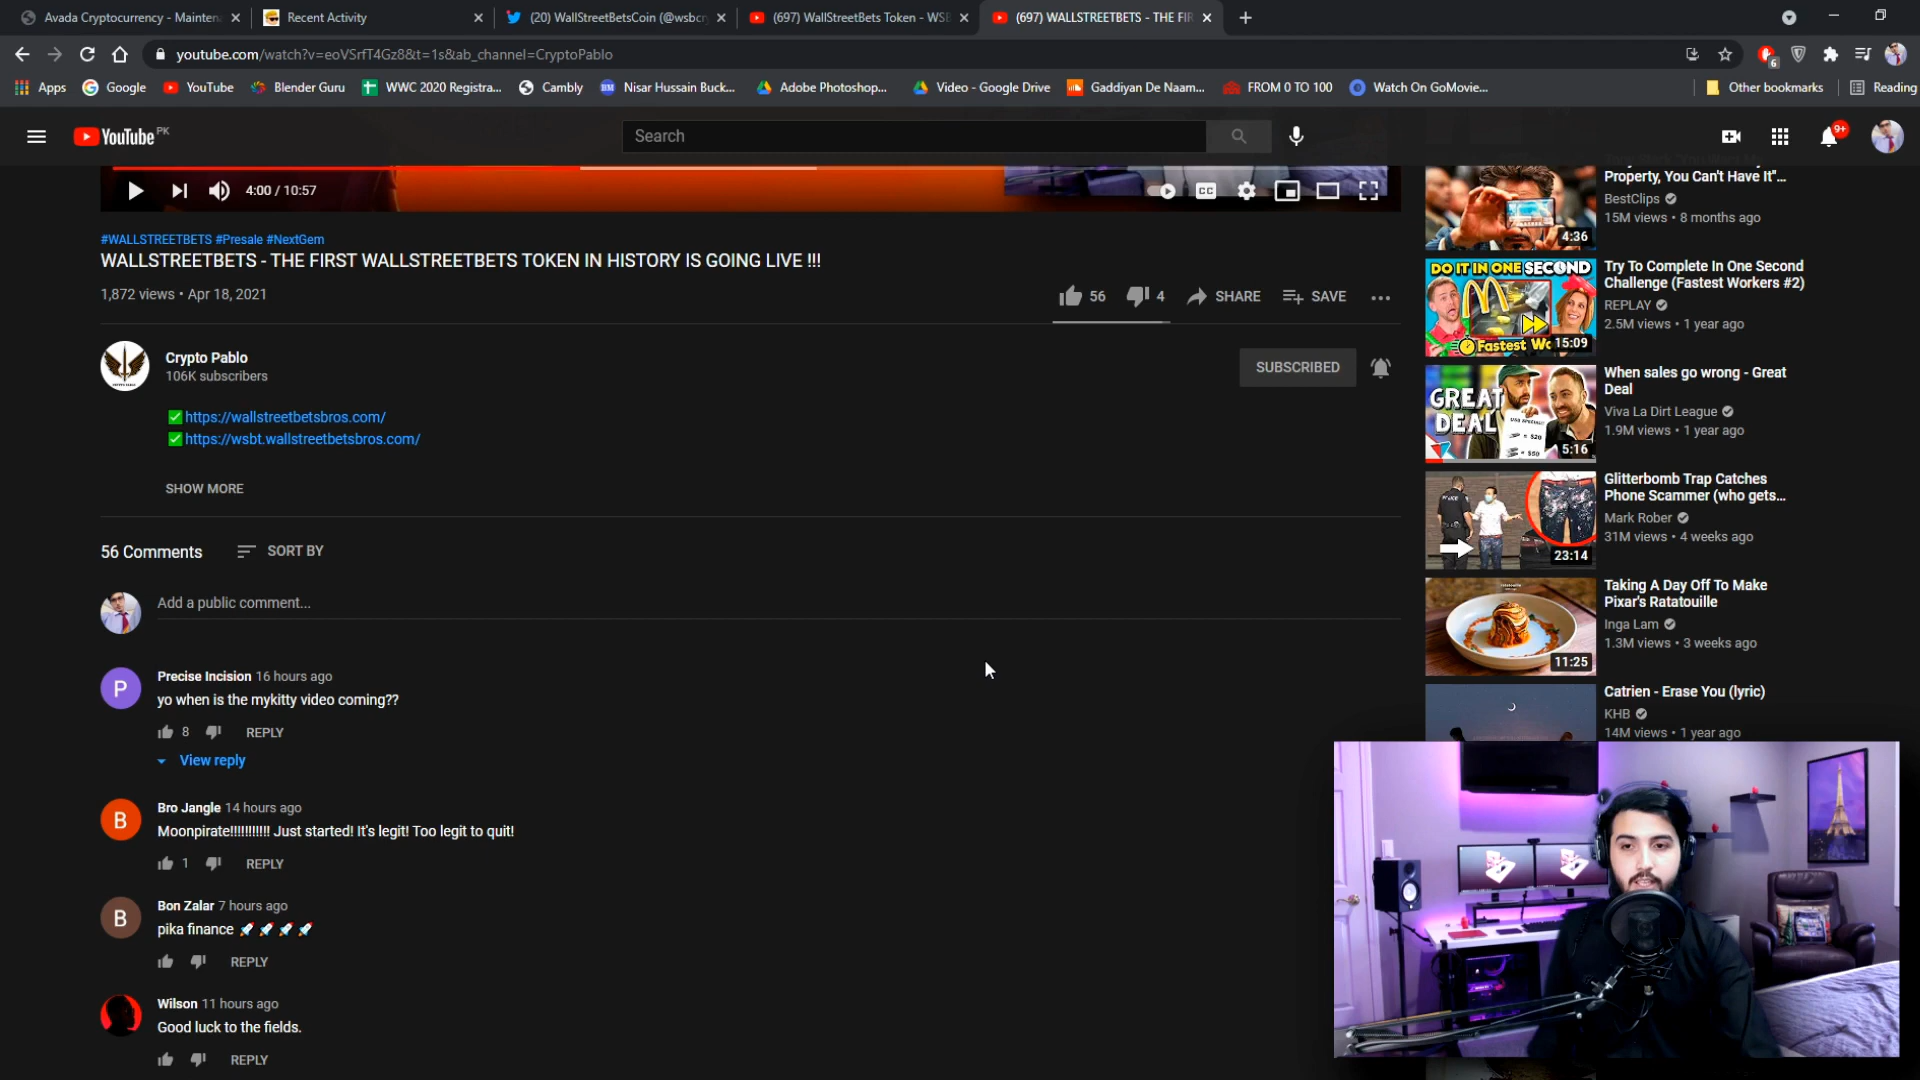 Avada Cryptocurrency - Mainten
Recent Activity
(20) WallStreetBetsCoin (@wsbc
(697) WallStreetBets Token - WS
(697) WALLSTREETBETS - THE FIR
youtube.com/watch?v=eoVSrfT4Gz8&t=1s&ab_channel=CryptoPablo
6
Apps
Google
YouTube
Blender Guru
WWC 2020 Registra...
Cambly
Nisar Hussain Buck...
Adobe Photoshop...
Video - Google Drive
Gaddiyan De Naam...
FROM 0 TO 100
Watch On GoMovie...
Other bookmarks
Reading
YouTube PK
Search
9+
4:00 / 10:57
CC
#WALLSTREETBETS #Presale #NextGem
WALLSTREETBETS - THE FIRST WALLSTREETBETS TOKEN IN HISTORY IS GOING LIVE !!!
1,872 views • Apr 18, 2021
56
4
SHARE
SAVE
Crypto Pablo
106K subscribers
SUBSCRIBED
✅https://wallstreetbetsbros.com/
✅https://wsbt.wallstreetbetsbros.com/
SHOW MORE
56 Comments
SORT BY
Add a public comment...
P
Precise Incision 16 hours ago
yo when is the mykitty video coming??
8
REPLY
View reply
B
Bro Jangle 14 hours ago
Moonpirate!!!!!!!!!!! Just started! It's legit! Too legit to quit!
1
REPLY
B
Bon Zalar 7 hours ago
pika finance 🚀🚀🚀🚀
REPLY
Wilson 11 hours ago
Good luck to the fields.
REPLY
Property, You Can't Have It"...
BestClips
15M views • 8 months ago
4:36
DO IT IN ONE SECOND
Fastest Wo
15:09
Try To Complete In One Second
Challenge (Fastest Workers #2)
REPLAY
2.5M views • 1 year ago
GREAT
DEAL
5:16
When sales go wrong - Great
Deal
Viva La Dirt League
1.9M views • 1 year ago
POLICE
23:14
Glitterbomb Trap Catches
Phone Scammer (who gets...
Mark Rober
31M views • 4 weeks ago
11:25
Taking A Day Off To Make
Pixar's Ratatouille
Inga Lam
1.3M views • 3 weeks ago
Catrien - Erase You (lyric)
KHB
14M views • 1 year ago